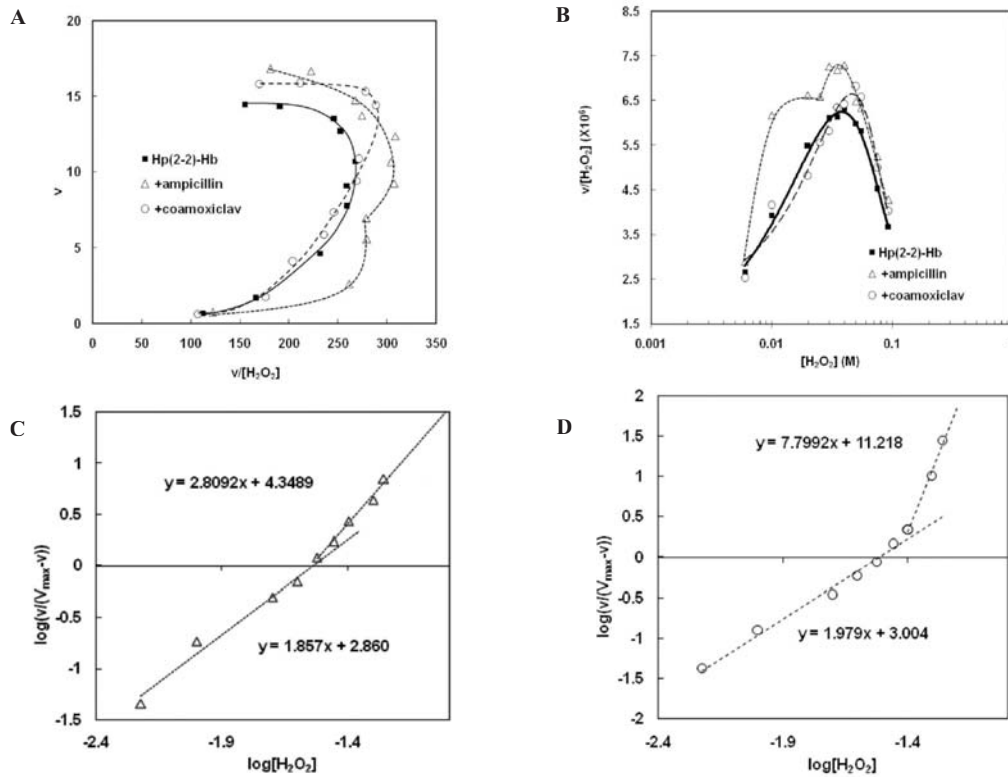 A
20
15
10
5
0
v
Hp(2-2)-Hb
+ampicillin
+coamoxiclav
0 50 100 150 200 250 300 350
v/[H₂O₂]
B
8.5
7.5
6.5
5.5
4.5
3.5
2.5
1.5
v/[H₂O₂] (X10⁶)
Hp(2-2)-Hb
+ampicillin
+coamoxiclav
0.001 0.01 0.1
[H₂O₂] (M)
C
1.5
1
0.5
0
-0.5
-1
-1.5
log(v/(Vmax-v))
y = 2.8092x + 4.3489
y = 1.857x + 2.860
-2.4 -1.9 -1.4
log[H₂O₂]
D
2
1.5
1
0.5
0
-0.5
-1
-1.5
-2
log(v/(Vmax-v))
y = 7.7992x + 11.218
y = 1.979x + 3.004
-2.4 -1.9 -1.4
log[H₂O₂]